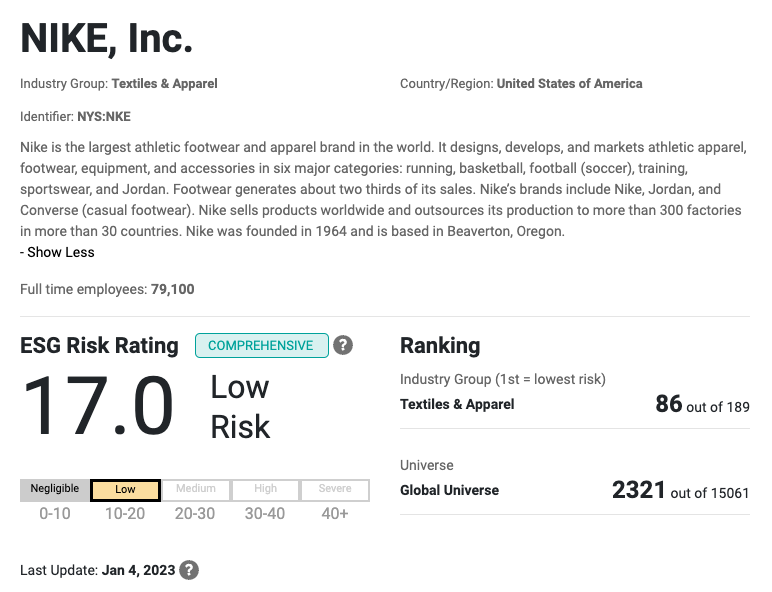 NIKE, Inc.
Industry Group: Textiles & Apparel
Country/Region: United States of America
Identifier: NYS:NKE
Nike is the largest athletic footwear and apparel brand in the world. It designs, develops, and markets athletic apparel,
footwear, equipment, and accessories in six major categories: running, basketball, football (soccer), training,
sportswear, and Jordan. Footwear generates about two thirds of its sales. Nike’s brands include Nike, Jordan, and
Converse (casual footwear). Nike sells products worldwide and outsources its production to more than 300 factories
in more than 30 countries. Nike was founded in 1964 and is based in Beaverton, Oregon.
- Show Less
Full time employees: 79,100
ESG Risk Rating COMPREHENSIVE ?
17.0 Low
Risk
Negligible Low Medium High Severe
0-10 10-20 20-30 30-40 40+
Last Update: Jan 4, 2023 ?
Ranking
Industry Group (1st = lowest risk)
Textiles & Apparel 86 out of 189
Universe
Global Universe 2321 out of 15061